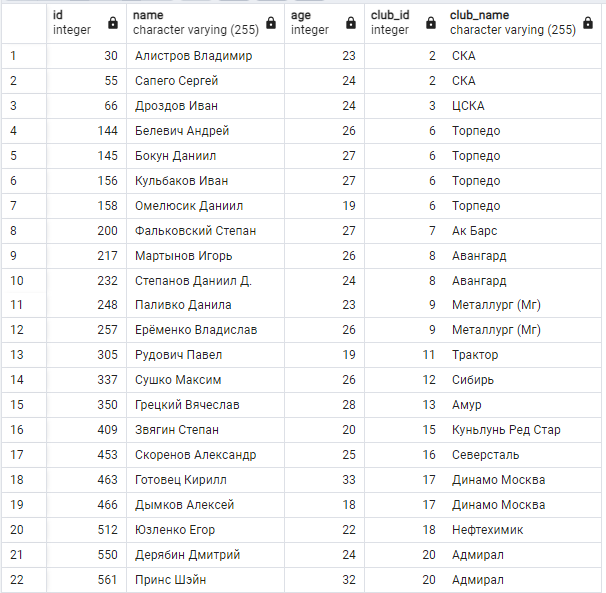 id name age club_id club_name
integer character varying (255) integer integer character varying (255)
1 30 Алистров Владимир 23 2 СКА
2 55 Сапего Сергей 24 2 СКА
3 66 Дроздов Иван 24 3 ЦСКА
4 144 Белевич Андрей 26 6 Торпедо
5 145 Бокун Даниил 27 6 Торпедо
6 156 Кульбаков Иван 27 6 Торпедо
7 158 Омелюсик Даниил 19 6 Торпедо
8 200 Фальковский Степан 27 7 Ак Барс
9 217 Мартынов Игорь 26 8 Авангард
10 232 Степанов Даниил Д. 24 8 Авангард
11 248 Паливко Данила 23 9 Металлург (Мг)
12 257 Ерёменко Владислав 26 9 Металлург (Мг)
13 305 Рудович Павел 19 11 Трактор
14 337 Сушко Максим 26 12 Сибирь
15 350 Грецкий Вячеслав 28 13 Амур
16 409 Звягин Степан 20 15 Куньлунь Ред Стар
17 453 Скоренов Александр 25 16 Северсталь
18 463 Готовец Кирилл 33 17 Динамо Москва
19 466 Дымков Алексей 18 17 Динамо Москва
20 512 Юзленко Егор 22 18 Нефтехимик
21 550 Дерябин Дмитрий 24 20 Адмирал
22 561 Принс Шэйн 32 20 Адмирал